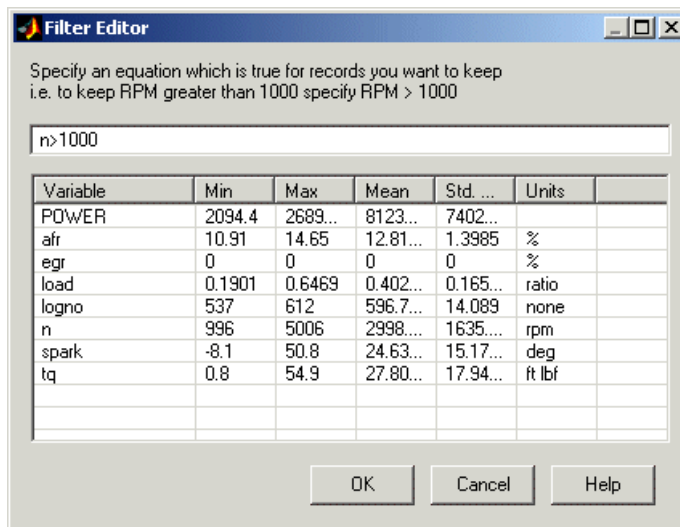 Filter Editor
Specify an equation which is true for records you want to keep
i.e. to keep RPM greater than 1000 specify RPM > 1000
n>1000
Variable Min Max Mean Std. ... Units
POWER 2094.4 2689... 8123... 7402...
afr 10.91 14.65 12.81... 1.3985 %
egr 0 0 0 0 %
load 0.1901 0.6469 0.402... 0.165... ratio
logno 537 612 596.7... 14.089 none
n 996 5006 2998.... 1635.... rpm
spark -8.1 50.8 24.63... 15.17... deg
tq 0.8 54.9 27.80... 17.94... ft lbf
OK Cancel Help